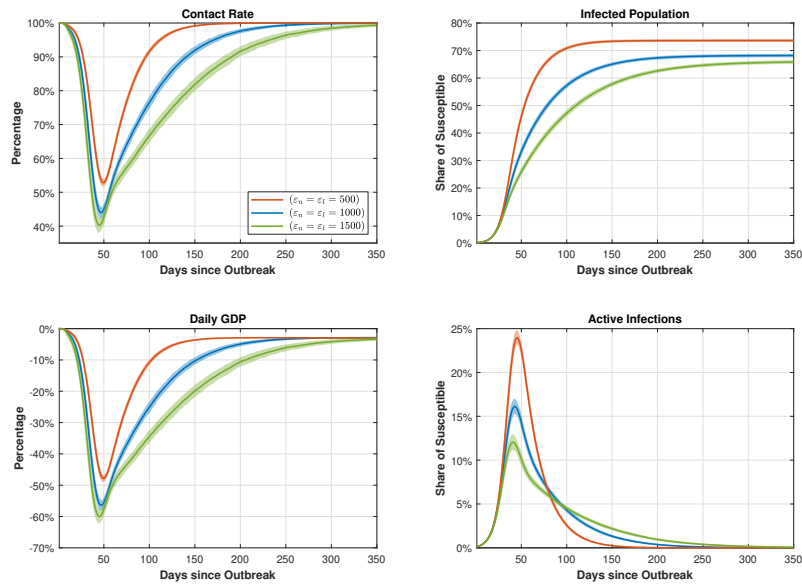 Contact Rate
100%
90%
80%
70%
60%
50%
40%
Percentage
50 100 150 200 250 300 350
Days since Outbreak
(εn = εl = 500)
(εn = εl = 1000)
(εn = εl = 1500)
Infected Population
80%
70%
60%
50%
40%
30%
20%
10%
0%
Share of Susceptible
50 100 150 200 250 300 350
Days since Outbreak
Daily GDP
0%
-10%
-20%
-30%
-40%
-50%
-60%
-70%
Percentage
50 100 150 200 250 300 350
Days since Outbreak
Active Infections
25%
20%
15%
10%
5%
0%
Share of Susceptible
50 100 150 200 250 300 350
Days since Outbreak